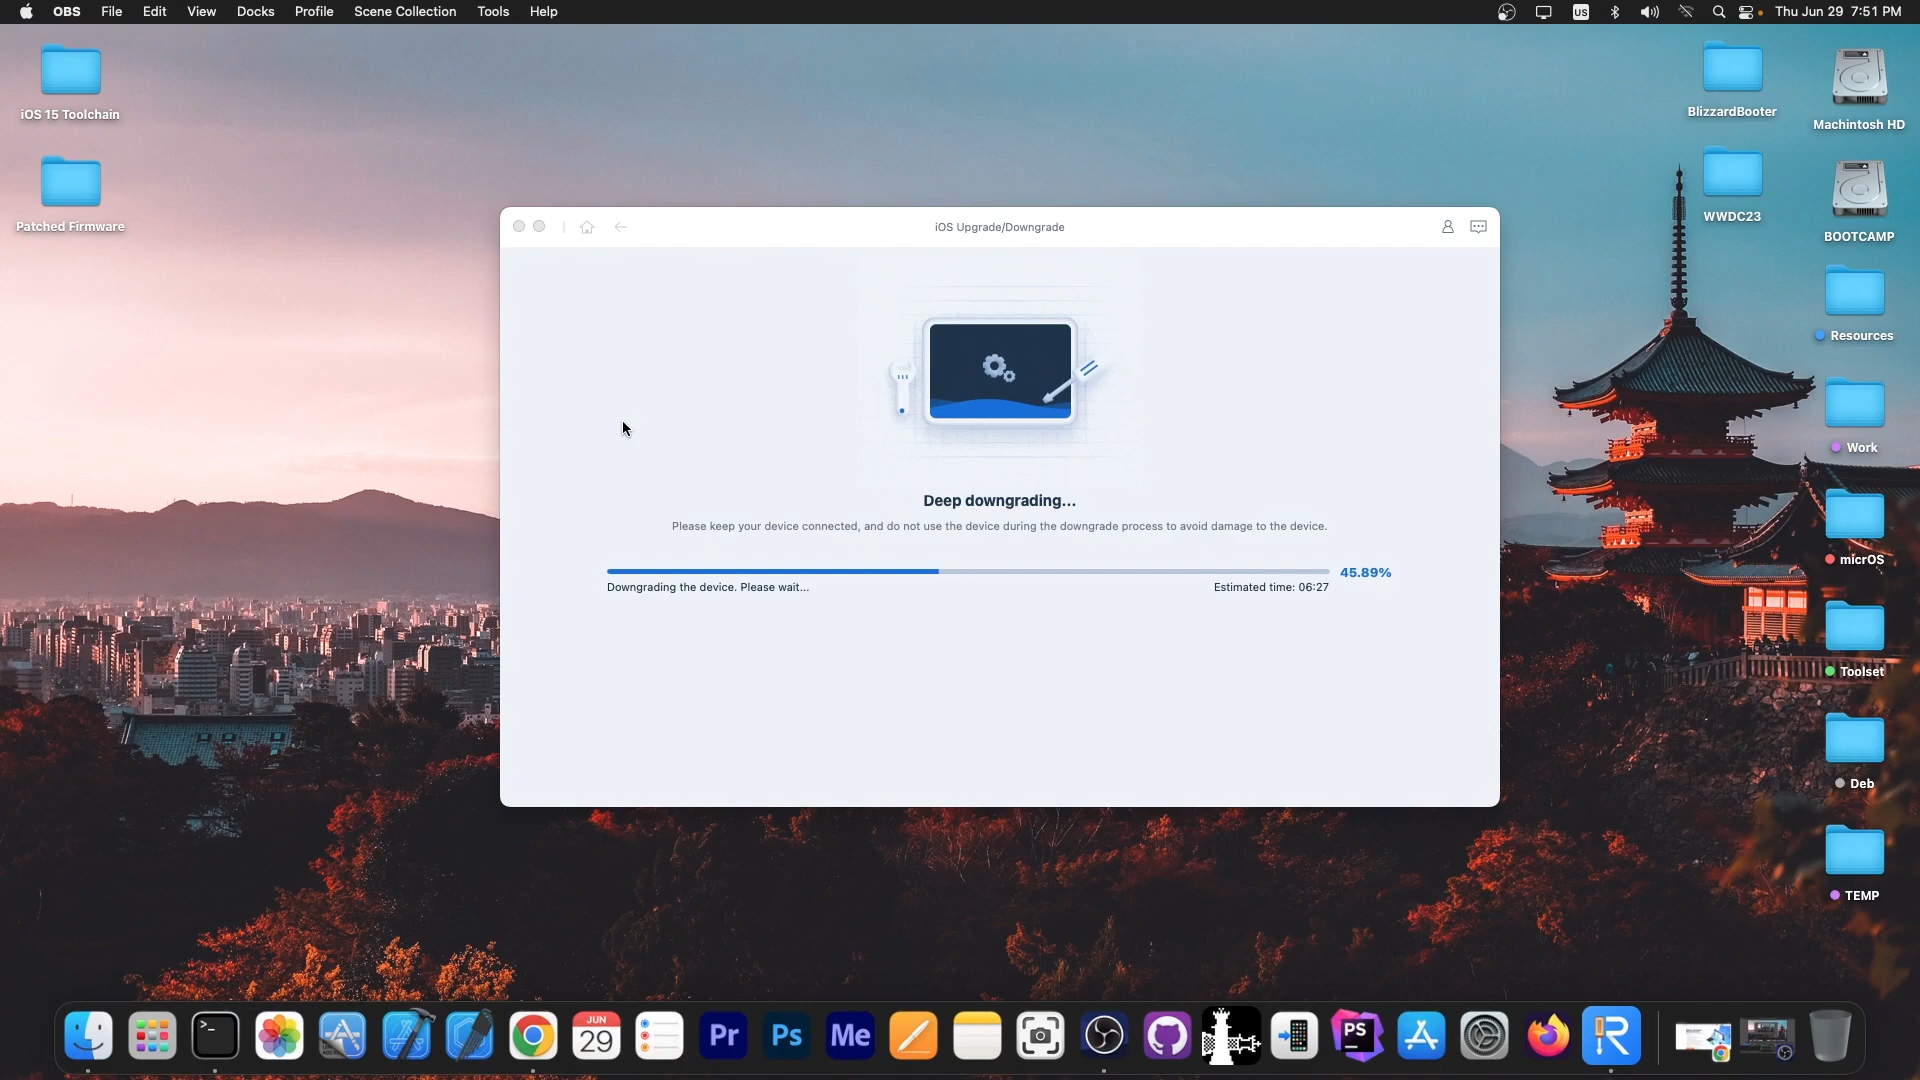 OBS File Edit View Docks Profile Scene Collection Tools Help
US
Thu Jun 29 7:51 PM
iOS 15 Toolchain
Patched Firmware
BlizzardBooter
Machintosh HD
WWDC23
BOOTCAMP
Resources
Work
micrOS
Toolset
Deb
TEMP
iOS Upgrade/Downgrade
Deep downgrading...
Please keep your device connected, and do not use the device during the downgrade process to avoid damage to the device.
45.89%
Downgrading the device. Please wait...
Estimated time: 06:27
>_
JUN
29
Pr
Ps
Me
PS
R